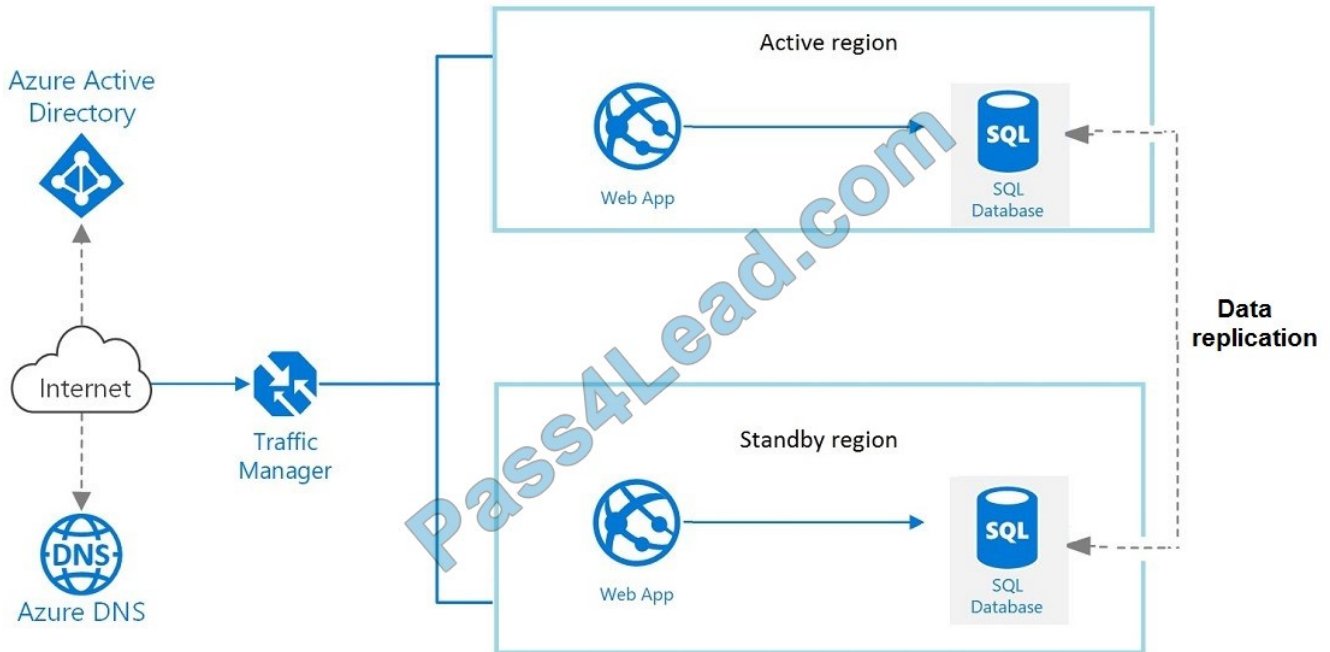 Active region
Azure Active
Directory
SQL
Web App
SQL
Database
Data
replication
Internet
Traffic
Manager
Standby region
SQL
DNS
Azure DNS
Web App
SQL
Database
Pass4Lead.com